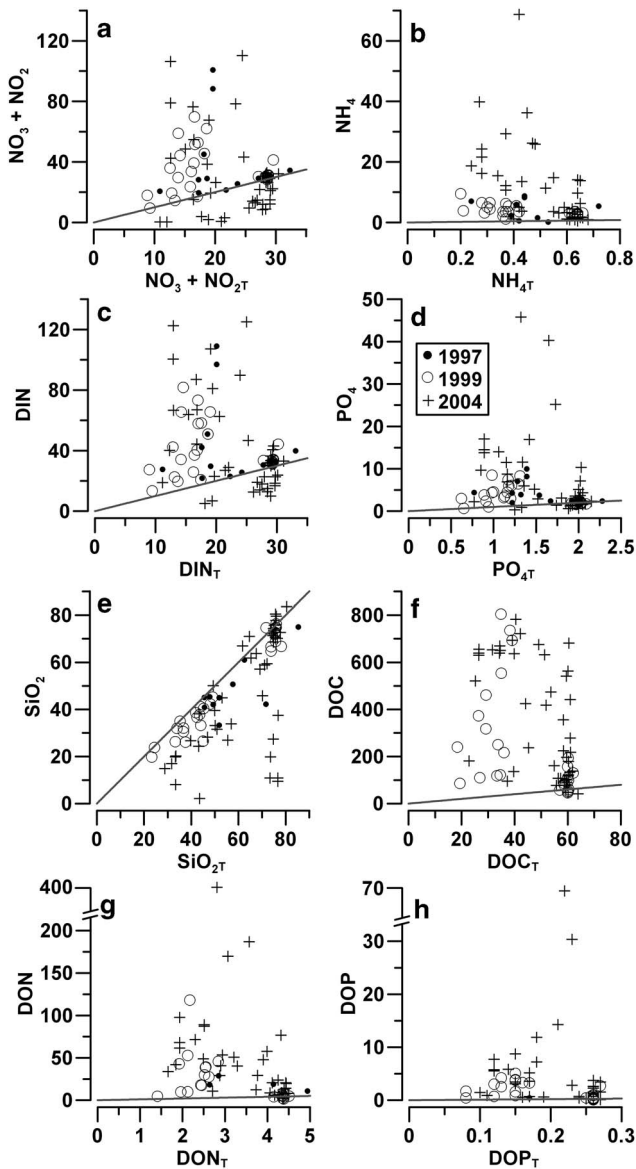 a
120
80
40
0
NO3 + NO2
0 10 20 30
NO3 + NO2T
b
60
40
20
0
NH4
0.0 0.2 0.4 0.6 0.8
NH4T
c
120
80
40
0
DIN
0 10 20 30
DINT
d
50
40
30
20
10
0
PO4
1997
1999
2004
0 0.5 1 1.5 2 2.5
PO4T
e
80
60
40
20
0
SiO2
0 20 40 60 80
SiO2T
f
800
600
400
200
0
DOC
0 20 40 60 80
DOCT
g
400
200
150
100
50
0
DON
0 1 2 3 4 5
DONT
h
70
30
20
10
0
DOP
0.0 0.1 0.2 0.3
DOPT